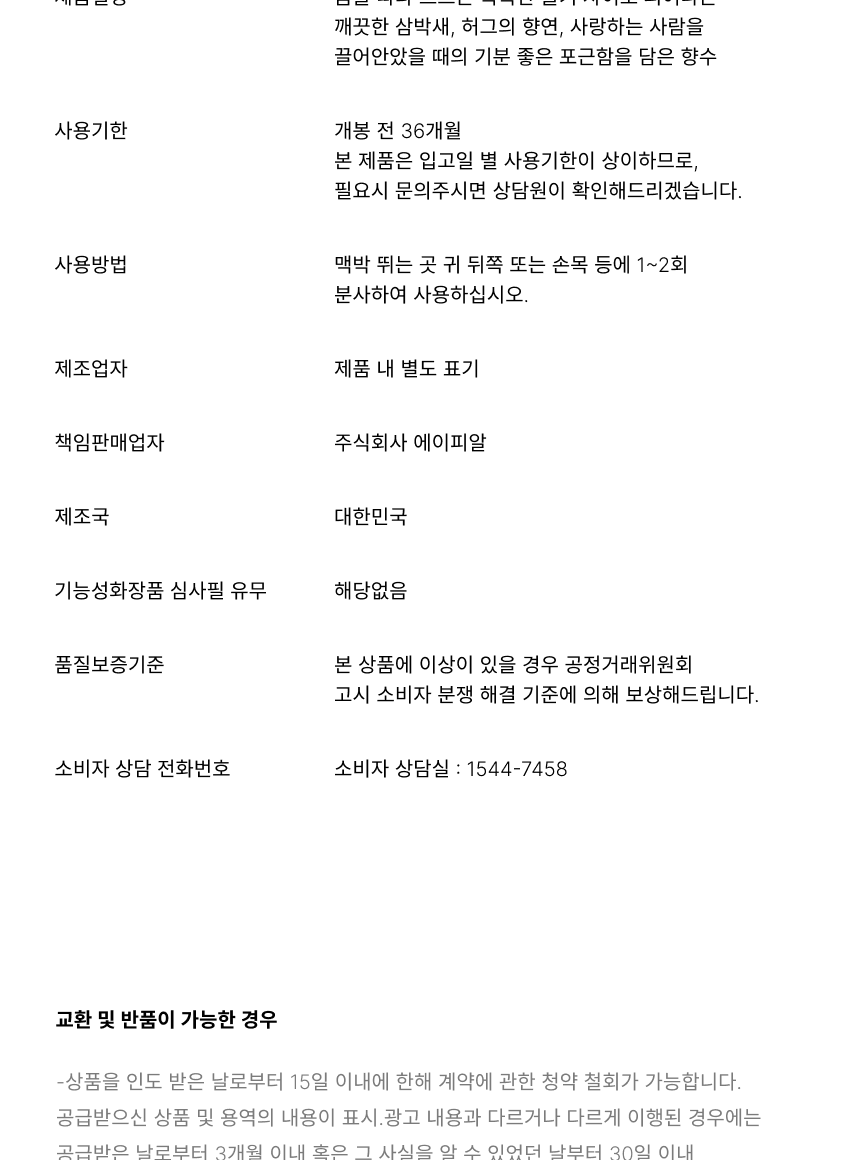 깨끗한 삼박새, 허그의 향연, 사랑하는 사람을
끌어안았을 때의 기분 좋은 포근함을 담은 향수
사용기한
개봉 전 36개월
본 제품은 입고일 별 사용기한이 상이하므로,
필요시 문의주시면 상담원이 확인해드리겠습니다.
사용방법
맥박 뛰는 곳 귀 뒤쪽 또는 손목 등에 1~2회
분사하여 사용하십시오.
제조업자
제품 내 별도 표기
책임판매업자
주식회사 에이피알
제조국
대한민국
기능성화장품 심사필 유무
해당없음
품질보증기준
본 상품에 이상이 있을 경우 공정거래위원회
고시 소비자 분쟁 해결 기준에 의해 보상해드립니다.
소비자 상담 전화번호
소비자 상담실 : 1544-7458
교환 및 반품이 가능한 경우
-상품을 인도 받은 날로부터 15일 이내에 한해 계약에 관한 청약 철회가 가능합니다.
공급받으신 상품 및 용역의 내용이 표시.광고 내용과 다르거나 다르게 이행된 경우에는
공급받은 날로부터 3개월 이내 혹은 그 사실을 알 수 있었던 날부터 30일 이내